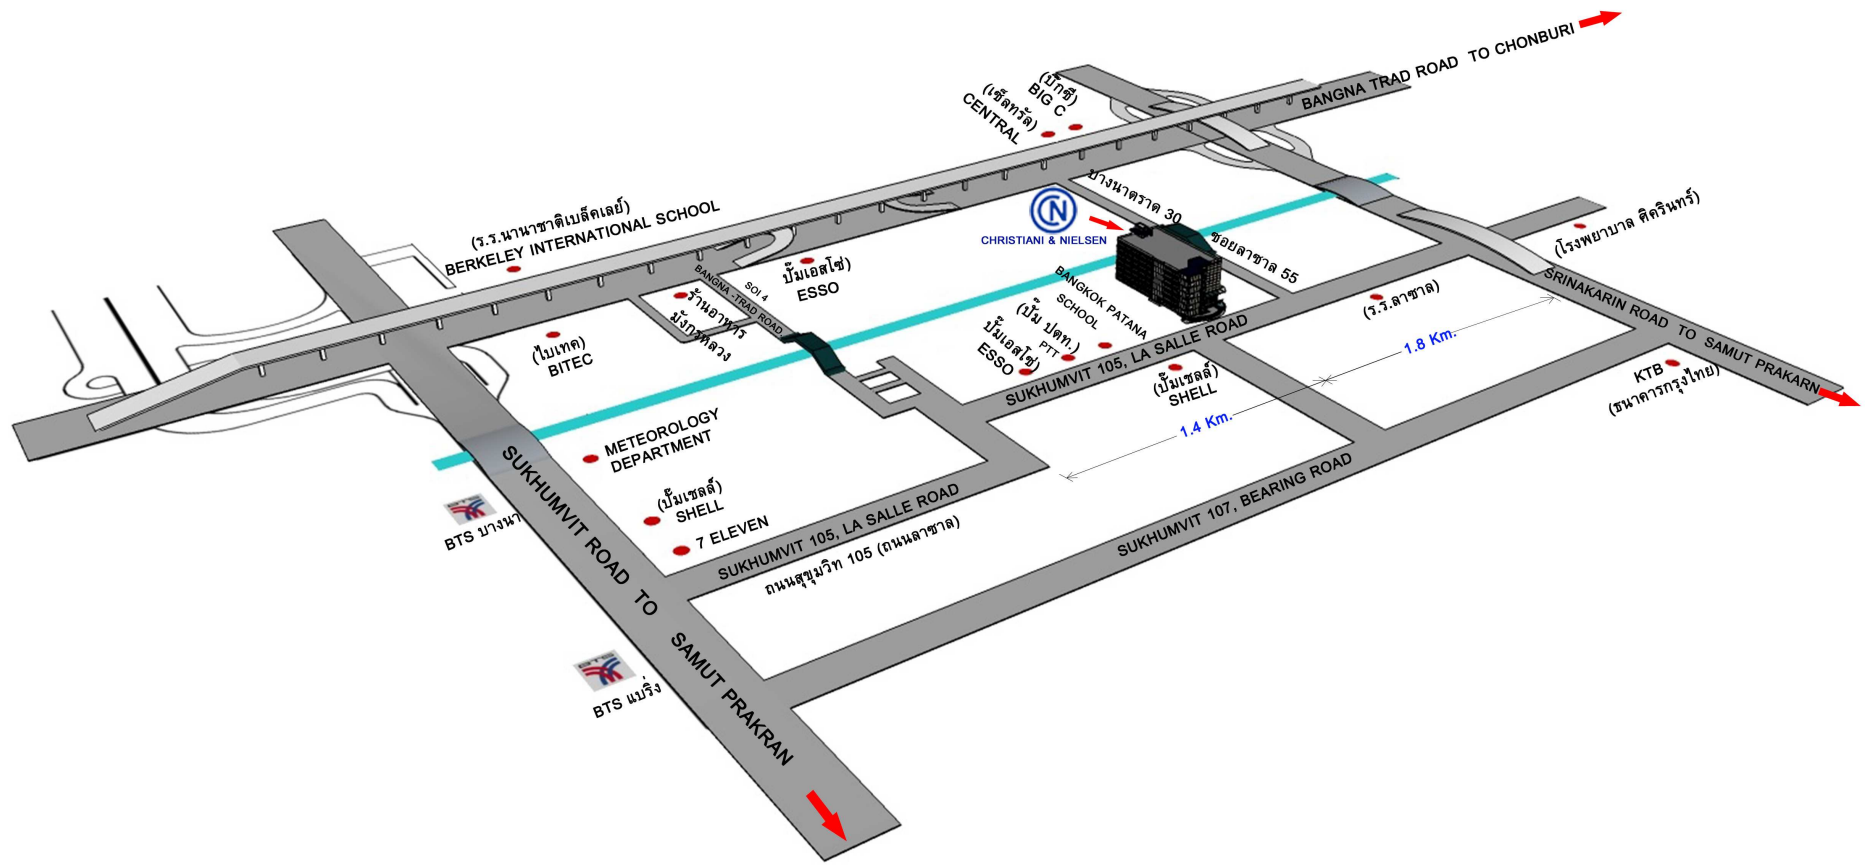 BANGNA TRAD ROAD TO CHONBURI
(บิ๊กซี)
BIG C
(เซ็ลทรัล)
CENTRAL
(ร.ร.นานาชาติเบล็คเลย์)
BERKELEY INTERNATIONAL SCHOOL
บางนาตราด 30
CN
CHRISTIANI & NIELSEN
ซอยลาซาล 55
(โรงพยาบาล ศิครินทร์)
SRINAKARIN ROAD TO SAMUT PRAKARN
(ปั๊มเอสโซ่)
ESSO
BANGNA -TRAD ROAD
SOI 4
ร้านอาหาร
มังกรหลวง
(ไบเทค)
BITEC
BANGKOK PATANA
SCHOOL
(ปั๊ม ปตท.)
PTT
(ปั๊มเอสโซ่)
ESSO
(ร.ร.ลาซาล)
1.8 Km.
SUKHUMVIT 105, LA SALLE ROAD
(ปั๊มเชลล์)
SHELL
KTB
(ธนาคารกรุงไทย)
1.4 Km.
METEOROLOGY
DEPARTMENT
SUKHUMVIT ROAD TO SAMUT PRAKRAN
(ปั๊มเชลล์)
SHELL
7 ELEVEN
BTS
BTS บางนา
SUKHUMVIT 105, LA SALLE ROAD
ถนนสุขุมวิท 105 (ถนนลาซาล)
SUKHUMVIT 107, BEARING ROAD
BTS
BTS แบริ่ง